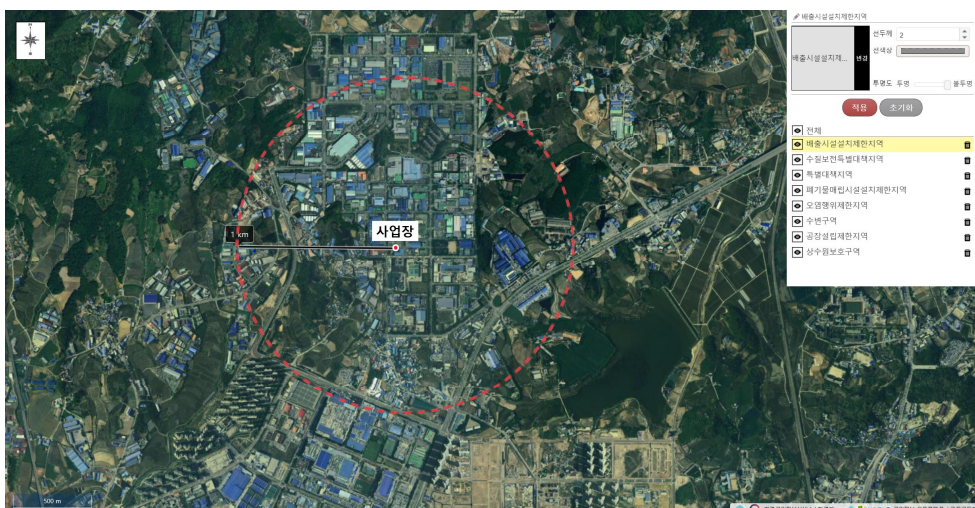 배출시설설치제한지역
배출시설설치제...
변경
선두께 2
선색상
투명도 투명 불투명
적용 초기화
전체
배출시설설치제한지역
수질보전특별대책지역
특별대책지역
폐기물매립시설설치제한지역
오염행위제한지역
수변구역
공장설립제한지역
상수원보호구역
사업장
1 km
500 m